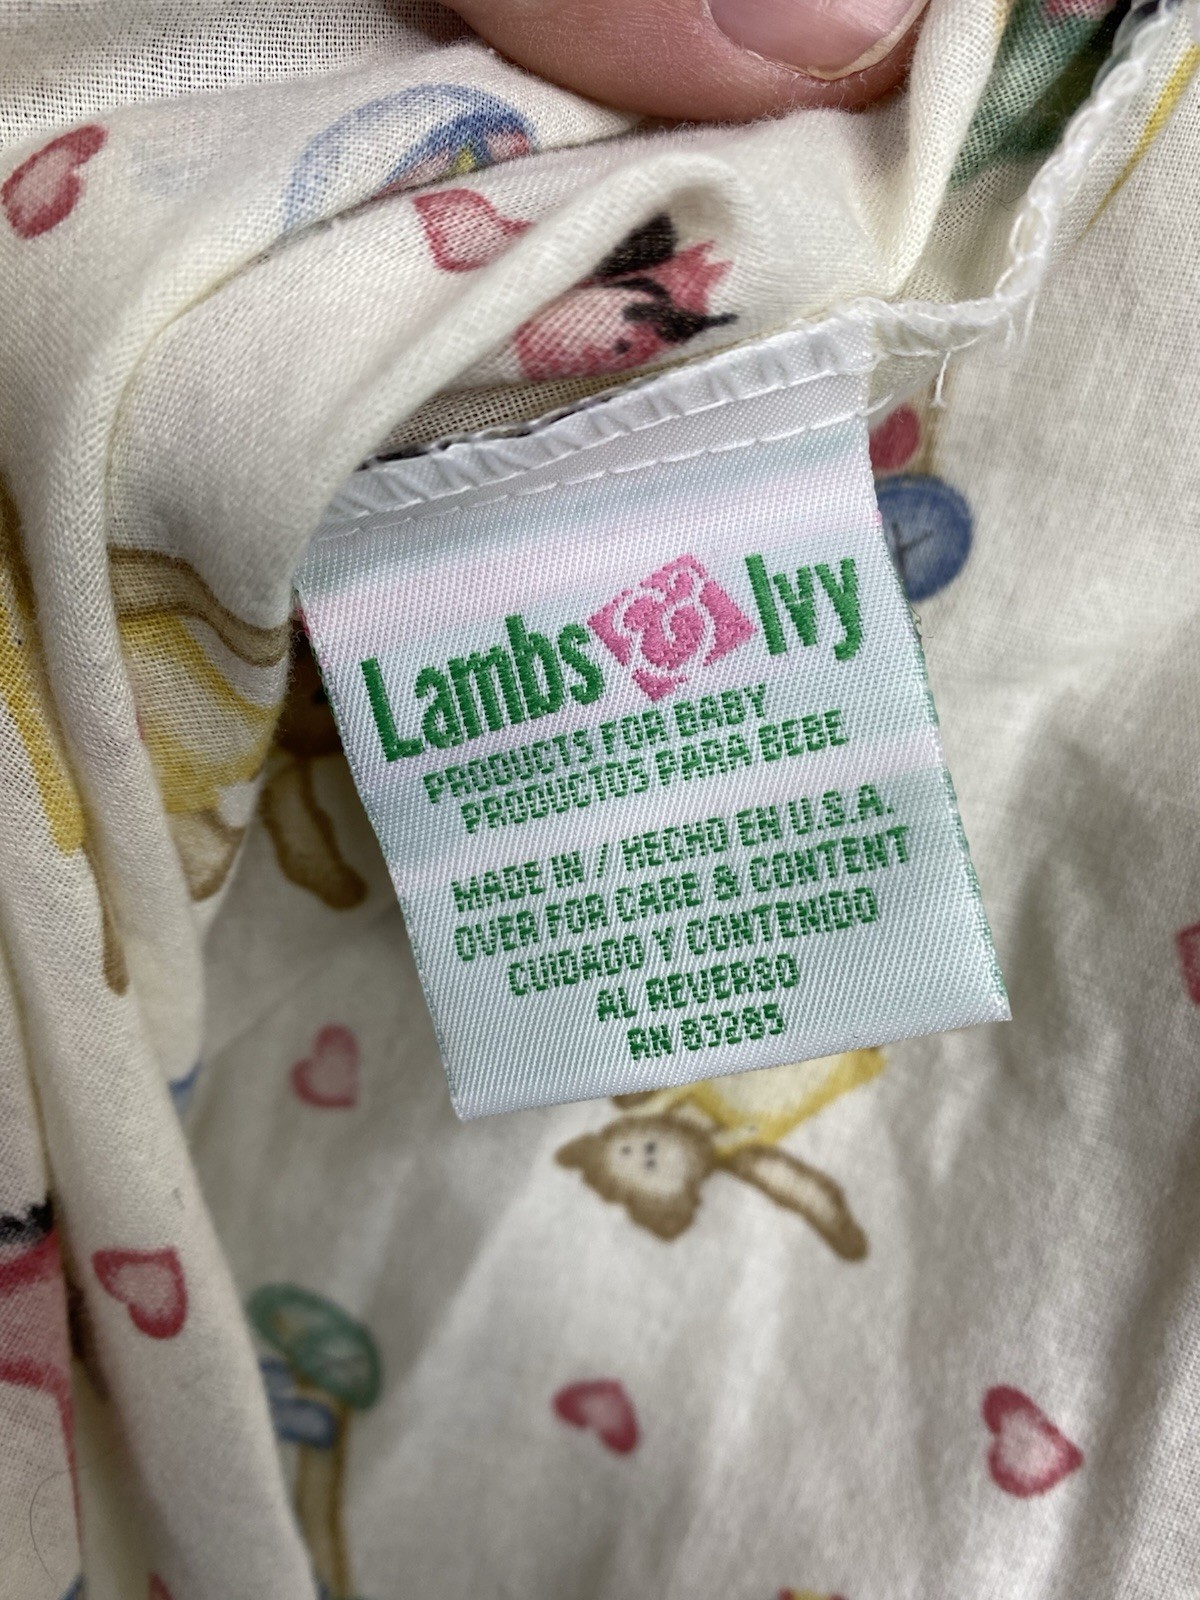 Lambs & Ivy
PRODUCTS FOR BABY
PRODUCTOS PARA BEBE
MADE IN / HECHO EN U.S.A.
OVER FOR CARE & CONTENT
CUIDADO Y CONTENIDO
AL REVERSO
RN 83285